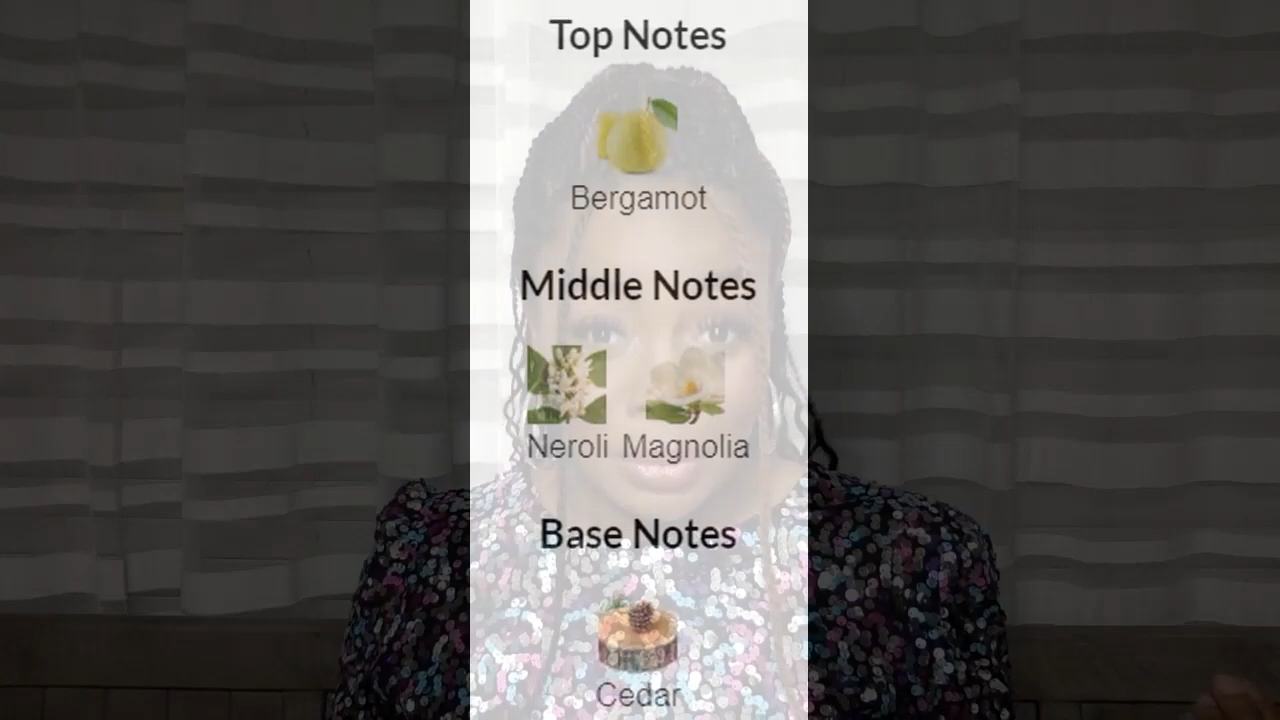 Top Notes
Bergamot
Middle Notes
Neroli Magnolia
Base Notes
Cedar